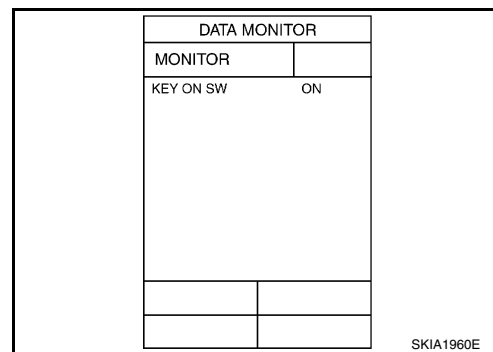 DATA MONITOR
MONITOR
KEY ON SW ON
SKIA1960E